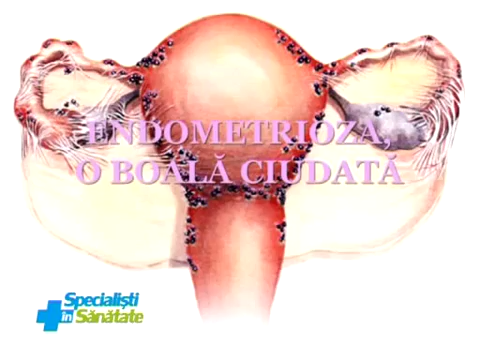 ENDOMETRIOZA,
O BOALĂ CIUDATĂ
Specialiști
în Sănătate